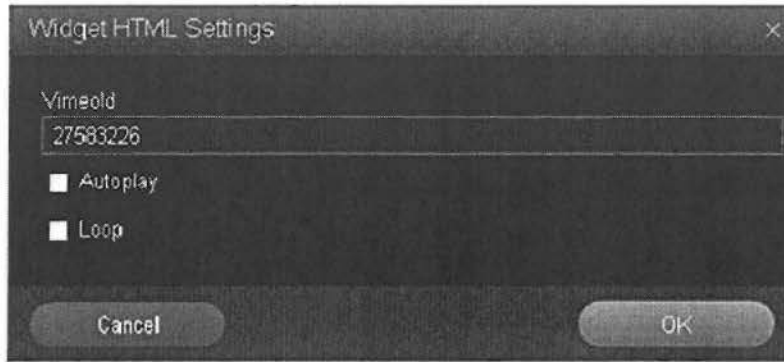 Widget HTML Settings
VimeoId
27583226
Autoplay
Loop
Cancel
OK